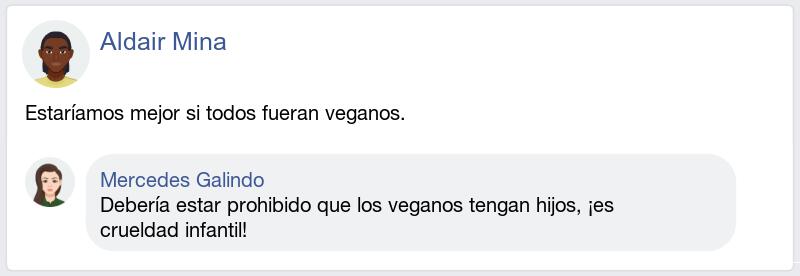 Aldair Mina
Estaríamos mejor si todos fueran veganos.
Mercedes Galindo
Debería estar prohibido que los veganos tengan hijos, ¡es
crueldad infantil!